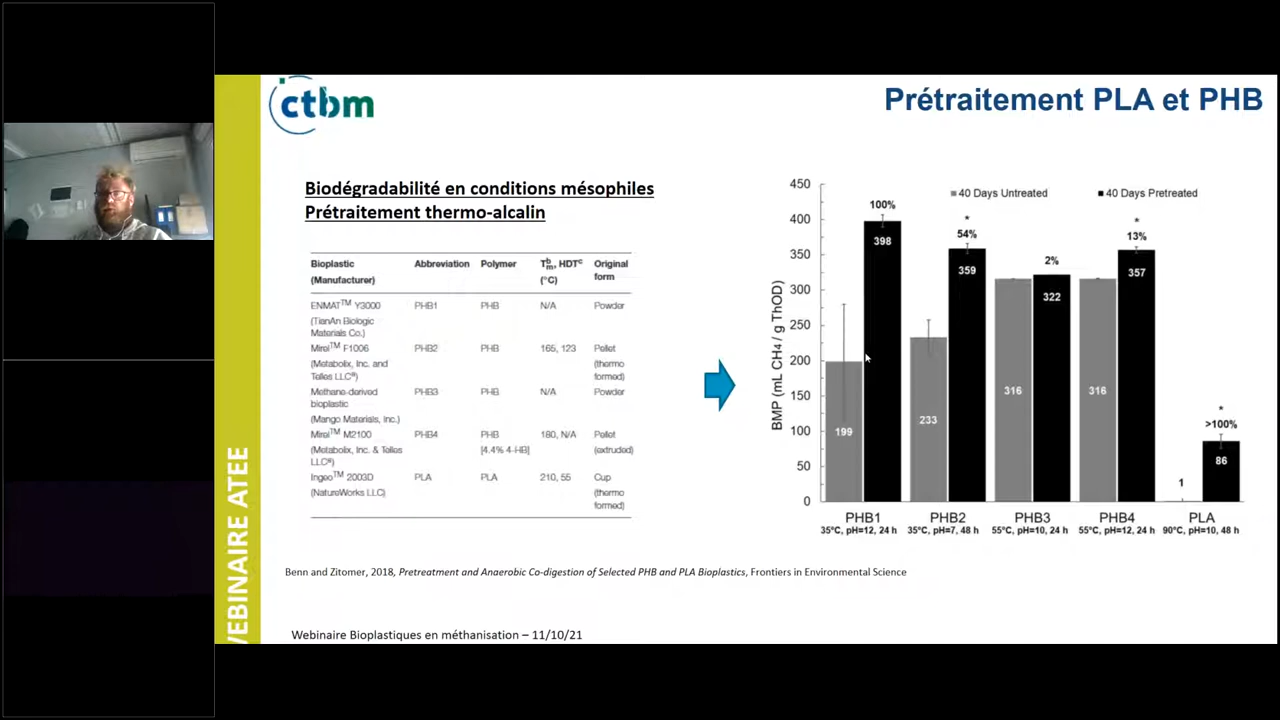 ctbm
Prétraitement PLA et PHB
Biodégradabilité en conditions mésophiles
Prétraitement thermo-alcalin
Bioplastic (Manufacturer) Abbreviation Polymer Tᵇₘ, HDTᶜ (°C) Original form
ENMAT™ Y3000 PHB1 PHB N/A Powder
(TianAn Biologic
Materials Co.)
Mirel™ F1006 PHB2 PHB 165, 123 Pellet
(Metabolix, Inc. and (thermo
Telles LLCᵃ) formed)
Methane-derived PHB3 PHB N/A Powder
bioplastic
(Mango Materials, Inc.)
Mirel™ M2100 PHB4 PHB 180, N/A Pellet
(Metabolix, Inc. & Telles [4.4% 4-HB] (extruded)
LLCᵃ)
Ingeo™ 2003D PLA PLA 210, 55 Cup
(NatureWorks LLC) (thermo
formed)
BMP (mL CH4 / g ThOD)
450
400
350
300
250
200
150
100
50
0
40 Days Untreated 40 Days Pretreated
100%
398
199
*
54%
359
233
2%
322
316
*
13%
357
316
*
>100%
86
1
PHB1 PHB2 PHB3 PHB4 PLA
35°C, pH=12, 24 h 35°C, pH=7, 48 h 55°C, pH=10, 24 h 55°C, pH=12, 24 h 90°C, pH=10, 48 h
Benn and Zitomer, 2018, Pretreatment and Anaerobic Co-digestion of Selected PHB and PLA Bioplastics, Frontiers in Environmental Science
Webinaire Bioplastiques en méthanisation – 11/10/21
WEBINAIRE ATEE